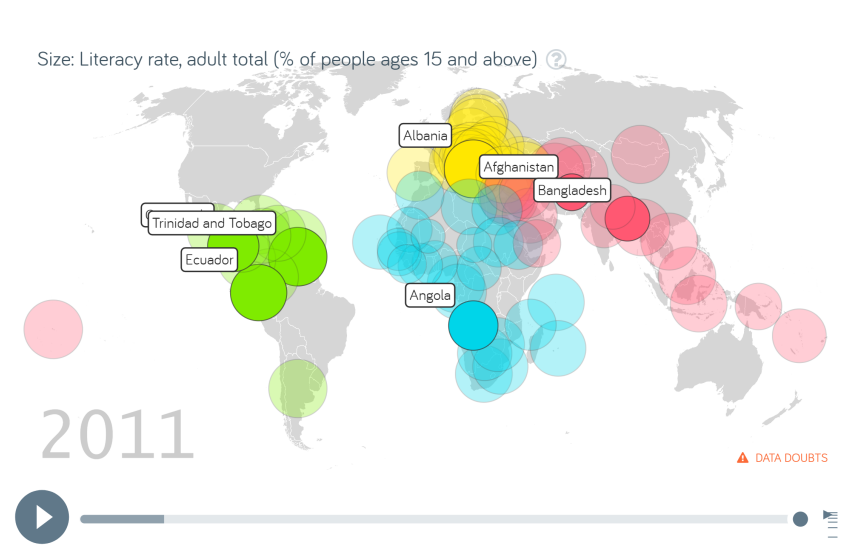 Size: Literacy rate, adult total (% of people ages 15 and above) ?
Albania
Afghanistan
Bangladesh
Trinidad and Tobago
Ecuador
Angola
2011
DATA DOUBTS